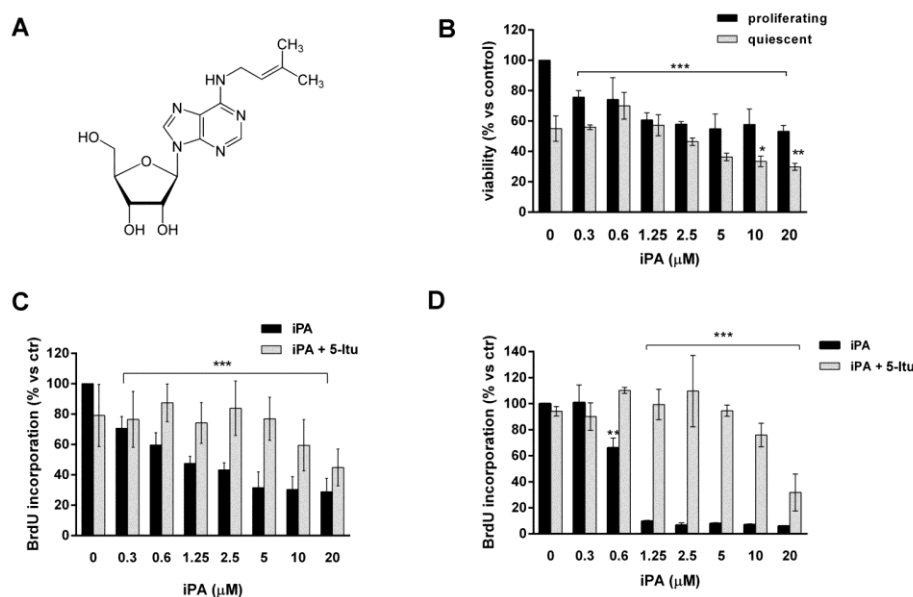 A
HN
CH3
CH3
N
N
N
N
HO
O
OH
OH
B
proliferating
quiescent
***
*
**
viability (% vs control)
120
100
80
60
40
20
0
0 0.3 0.6 1.25 2.5 5 10 20
iPA (μM)
C
iPA
iPA + 5-Itu
***
BrdU incorporation (% vs ctr)
120
100
80
60
40
20
0
0 0.3 0.6 1.25 2.5 5 10 20
iPA (μM)
D
***
iPA
iPA + 5-Itu
**
BrdU incorporation (% vs ctr)
140
120
100
80
60
40
20
0
0 0.3 0.6 1.25 2.5 5 10 20
iPA (μM)